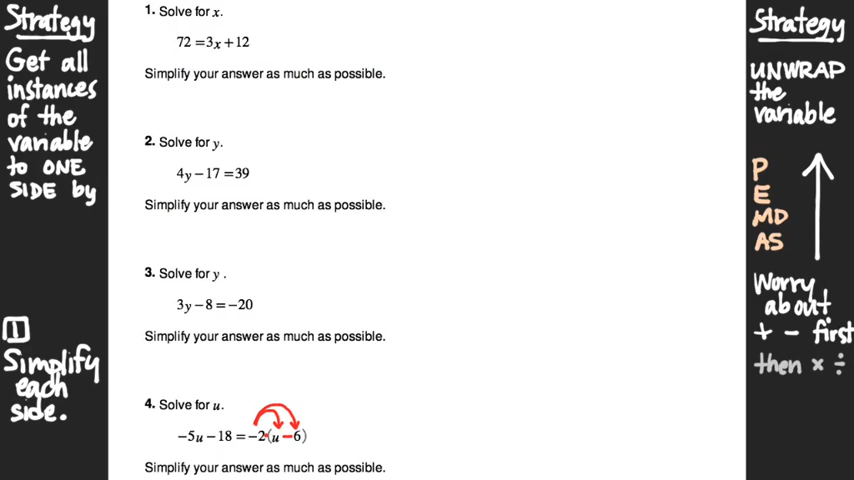 Strategy
Get all
instances
of the
variable
to ONE
SIDE by
1
Simplify
each
side.
1. Solve for x.
72 =3x+12
Simplify your answer as much as possible.
2. Solve for y.
4y−17 =39
Simplify your answer as much as possible.
3. Solve for y .
3y−8 =−20
Simplify your answer as much as possible.
4. Solve for u.
−5u−18 =−2(u−6)
Simplify your answer as much as possible.
Strategy
UNWRAP
the
variable
P
E
MD
AS
Worry
about
+ − first
then × ÷